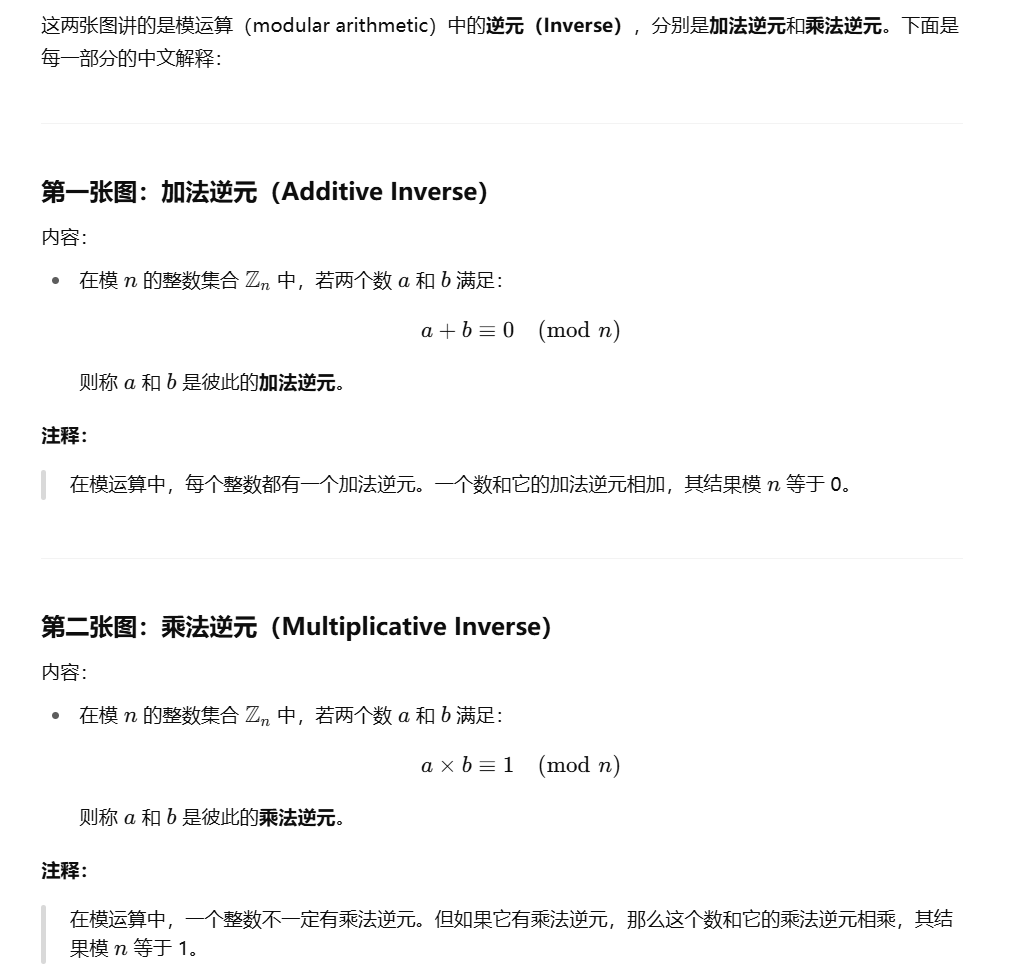 这两张图讲的是模运算（modular arithmetic）中的逆元（Inverse），分别是加法逆元和乘法逆元。下面是
每一部分的中文解释：
第一张图：加法逆元（Additive Inverse）
内容：
• 在模 n 的整数集合 ℤₙ 中，若两个数 a 和 b 满足：
a + b ≡ 0 (mod n)
则称 a 和 b 是彼此的加法逆元。
注释：
在模运算中，每个整数都有一个加法逆元。一个数和它的加法逆元相加，其结果模 n 等于 0。
第二张图：乘法逆元（Multiplicative Inverse）
内容：
• 在模 n 的整数集合 ℤₙ 中，若两个数 a 和 b 满足：
a × b ≡ 1 (mod n)
则称 a 和 b 是彼此的乘法逆元。
注释：
在模运算中，一个整数不一定有乘法逆元。但如果它有乘法逆元，那么这个数和它的乘法逆元相乘，其结
果模 n 等于 1。